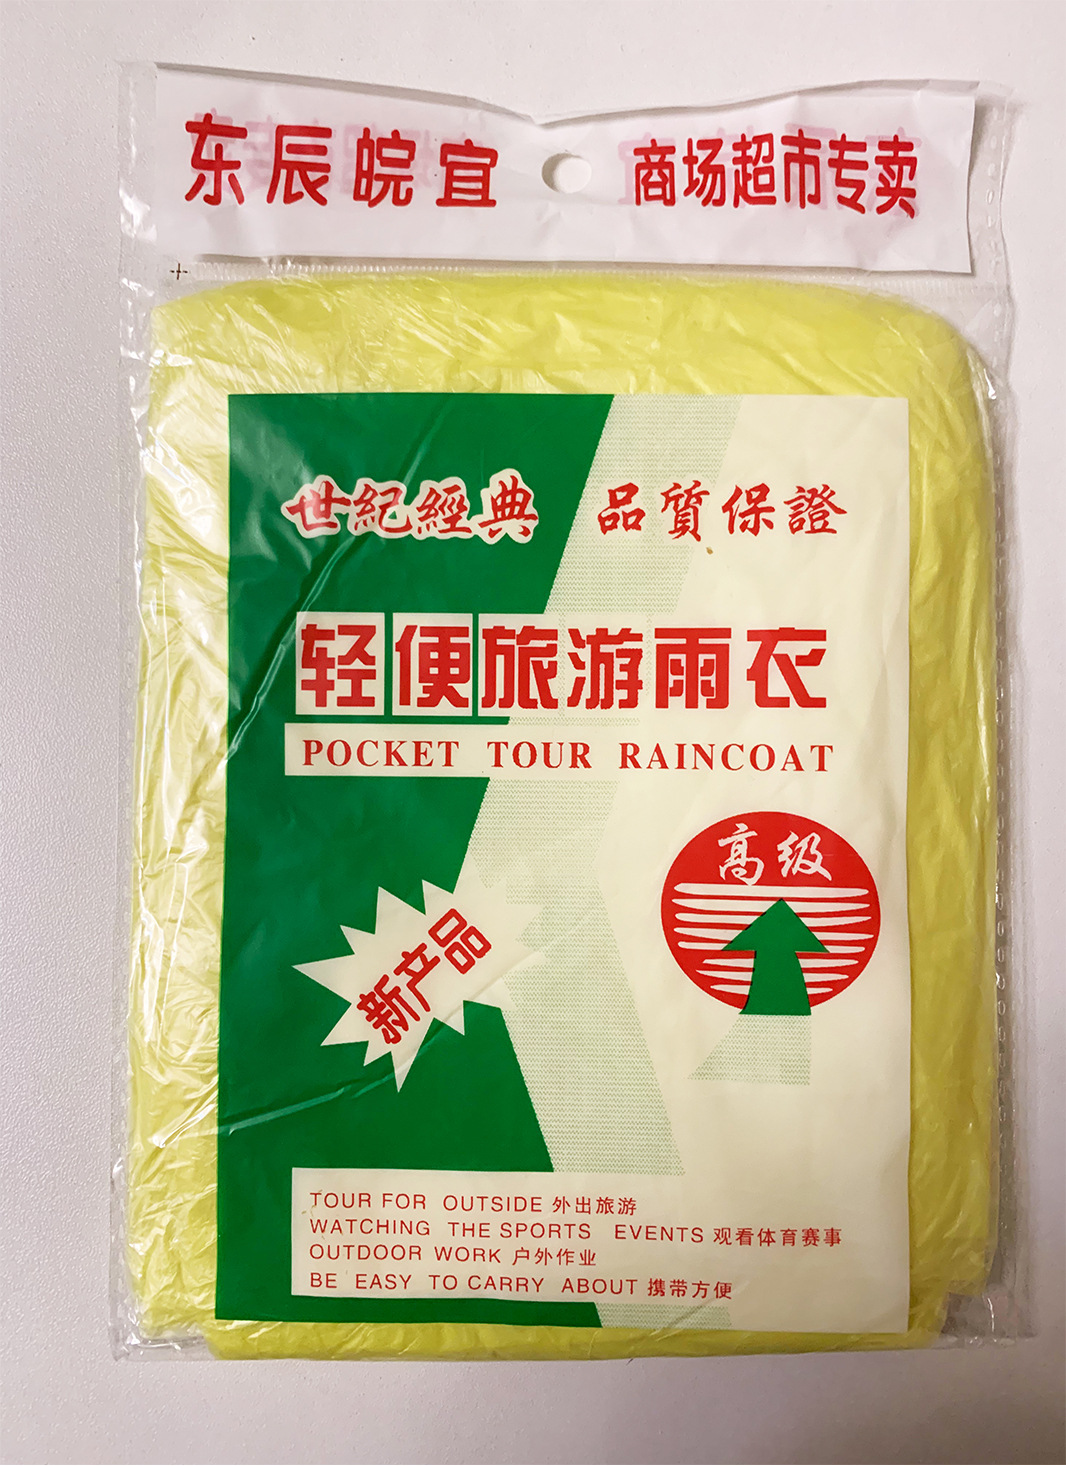 东辰皖宜 商场超市专卖
世紀經典 品質保證
轻便旅游雨衣
POCKET TOUR RAINCOAT
高级
新产品
TOUR FOR OUTSIDE 外出旅游
WATCHING THE SPORTS EVENTS 观看体育赛事
OUTDOOR WORK 户外作业
BE EASY TO CARRY ABOUT 携带方便